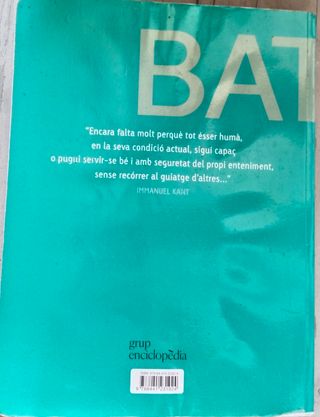 BAT
"Encara falta molt perquè tot ésser humà,
en la seva condició actual, sigui capaç
o pugui servir-se bé i amb seguretat del propi enteniment,
sense recórrer al guiatge d'altres..."
IMMANUEL KANT
grup
enciclopèdia